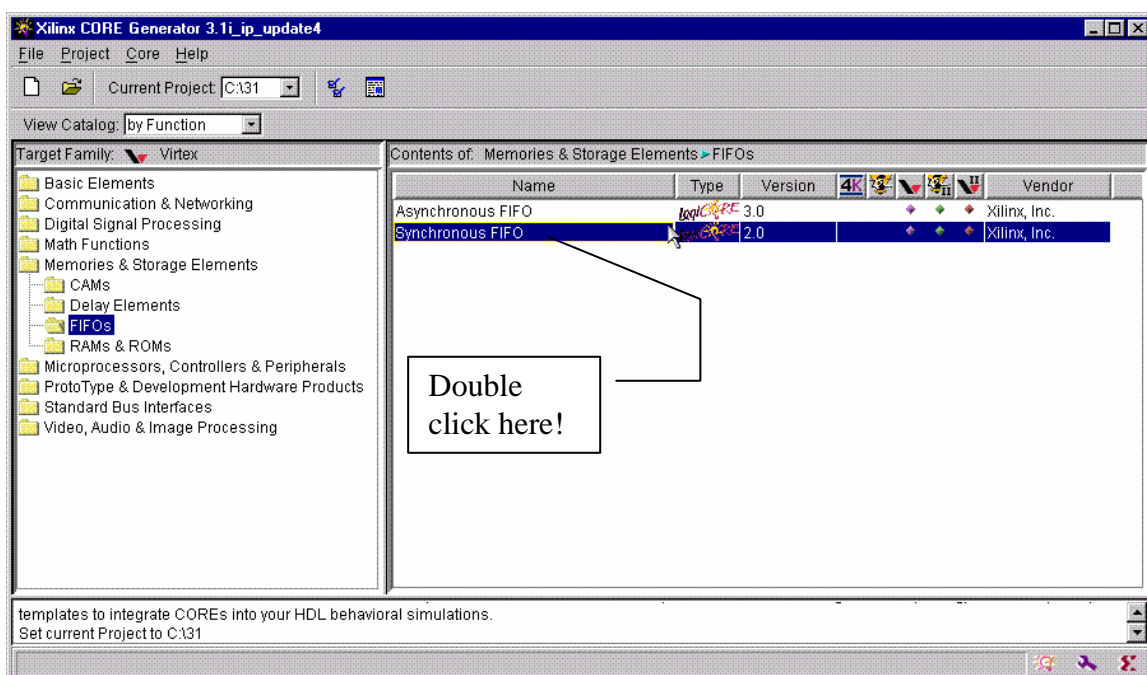 Xilinx CORE Generator 3.1i_ip_update4
File Project Core Help
Current Project: C:\31
View Catalog: by Function
Target Family: Virtex
Contents of: Memories & Storage Elements FIFOs
Basic Elements
Communication & Networking
Digital Signal Processing
Math Functions
Memories & Storage Elements
CAMs
Delay Elements
FIFOs
RAMs & ROMs
Microprocessors, Controllers & Peripherals
ProtoType & Development Hardware Products
Standard Bus Interfaces
Video, Audio & Image Processing
Name Type Version 4K II II Vendor
Asynchronous FIFO logiCORE 3.0 Xilinx, Inc.
Synchronous FIFO logiCORE 2.0 Xilinx, Inc.
Double
click here!
templates to integrate COREs into your HDL behavioral simulations.
Set current Project to C:\31